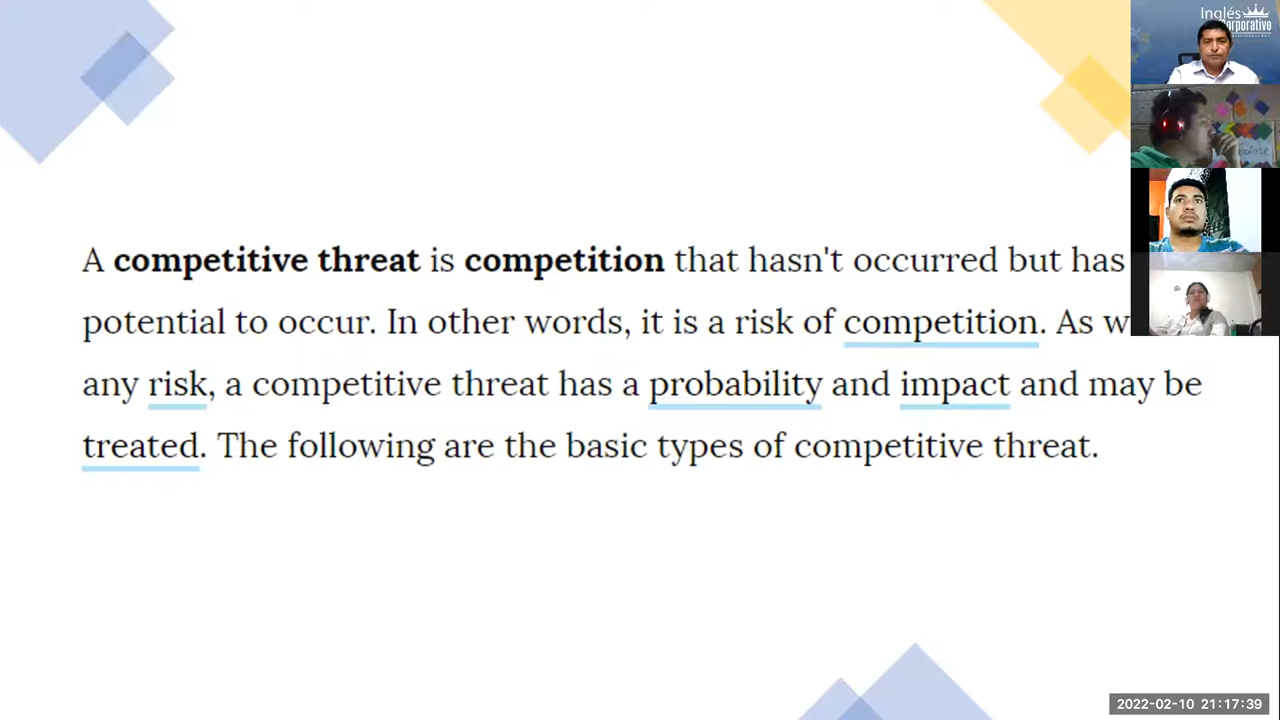 Inglés
Corporativo
A competitive threat is competition that hasn't occurred but has
potential to occur. In other words, it is a risk of competition. As w
any risk, a competitive threat has a probability and impact and may be
treated. The following are the basic types of competitive threat.
2022-02-10 21:17:39